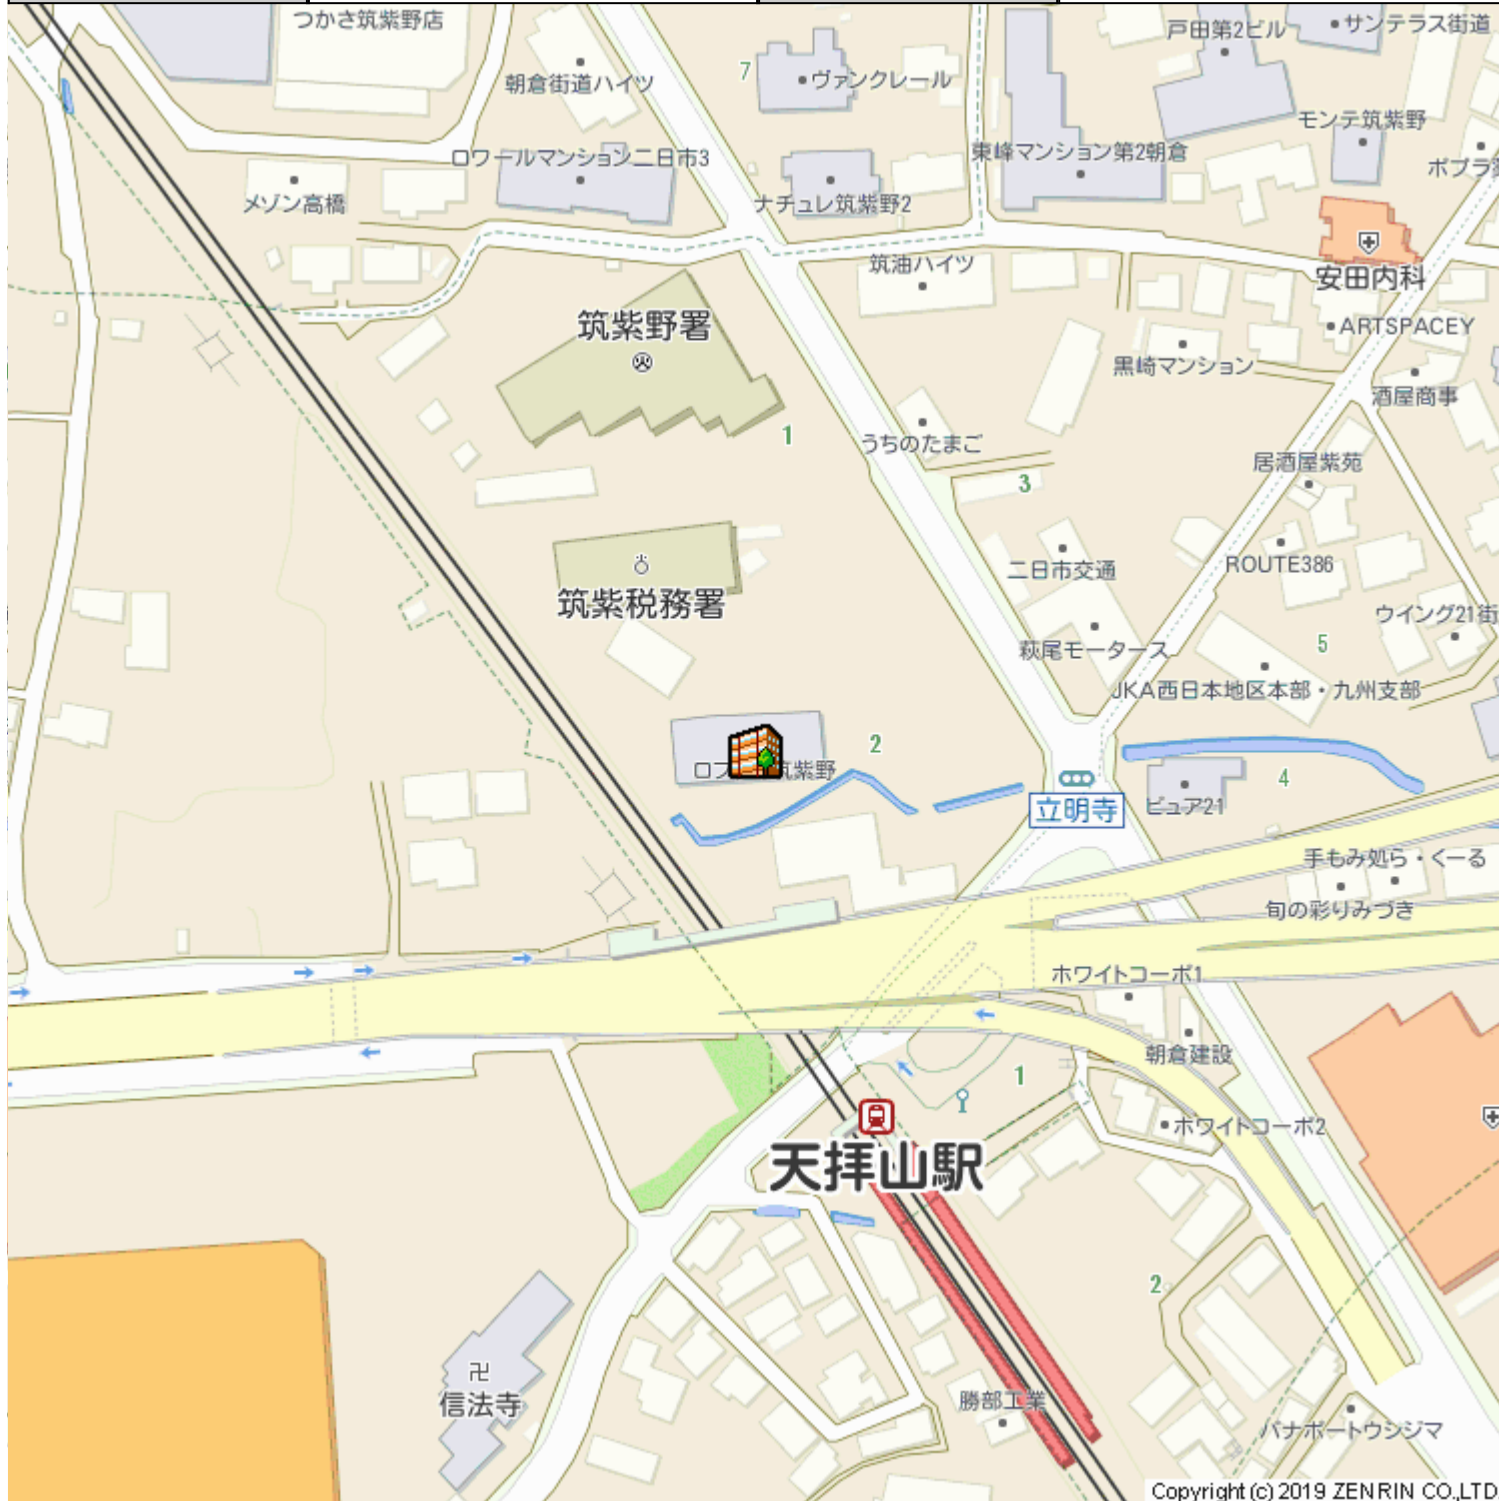 つかさ筑紫野店
サンテラス街道
戸田第2ビル
7
ヴァンクレール
朝倉街道ハイツ
モンテ筑紫野
ロワールマンション二日市3
東峰マンション第2朝倉
ポプラ
メゾン高橋
ナチュレ筑紫野2
筑油ハイツ
安田内科
筑紫野署
ARTSPACEY
黒崎マンション
酒屋商事
1
うちのたまご
居酒屋紫苑
3
二日市交通
ROUTE386
筑紫税務署
ウイング21街
5
萩尾モータース
JKA西日本地区本部・九州支部
2
筑紫野
4
立明寺
ピュア21
手もみ処ら・くーる
旬の彩りみづき
ホワイトコーポ1
朝倉建設
1
ホワイトコーポ2
天拝山駅
2
卍
信法寺
勝部工業
バナポートウシジマ
Copyright (c) 2019 ZENRIN CO.,LTD